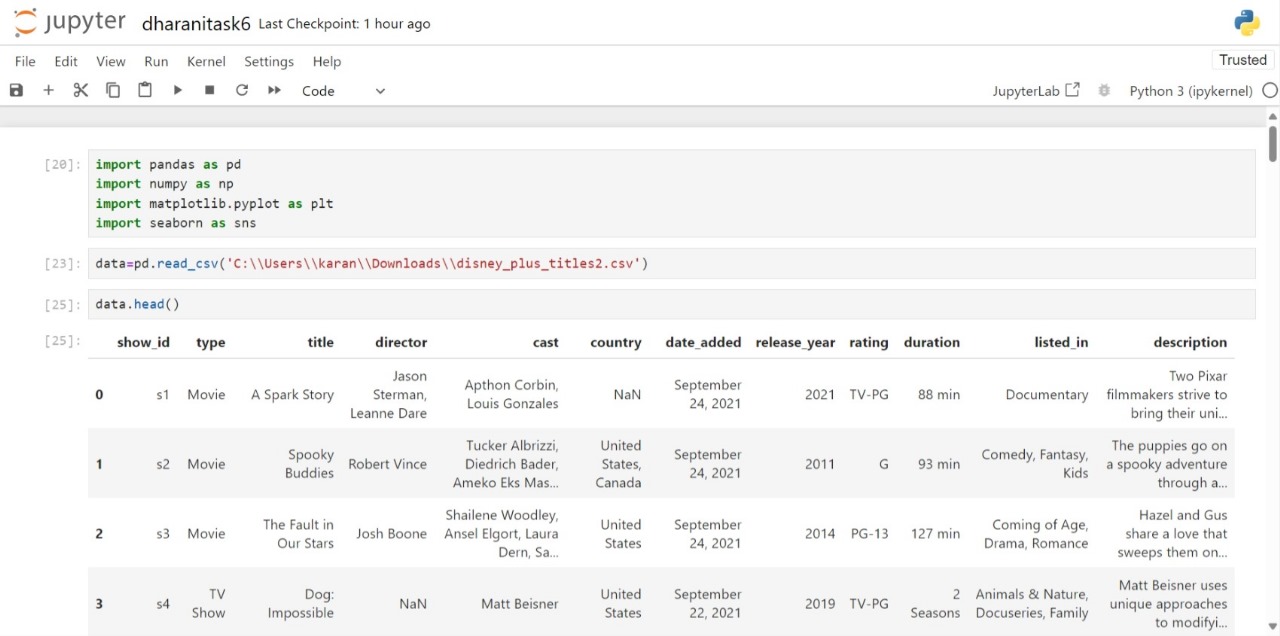 jupyter dharanitask6 Last Checkpoint: 1 hour ago
File Edit View Run Kernel Settings Help
Trusted
Code
JupyterLab Python 3 (ipykernel)
[20]: import pandas as pd
import numpy as np
import matplotlib.pyplot as plt
import seaborn as sns
[23]: data=pd.read_csv('C:\\Users\\karan\\Downloads\\disney_plus_titles2.csv')
[25]: data.head()
[25]: show_id type title director cast country date_added release_year rating duration listed_in description
0 s1 Movie A Spark Story Jason Sterman, Leanne Dare Apthon Corbin, Louis Gonzales NaN September 24, 2021 2021 TV-PG 88 min Documentary Two Pixar filmmakers strive to bring their uni...
1 s2 Movie Spooky Buddies Robert Vince Tucker Albrizzi, Diedrich Bader, Ameko Eks Mas... United States, Canada September 24, 2021 2011 G 93 min Comedy, Fantasy, Kids The puppies go on a spooky adventure through a...
2 s3 Movie The Fault in Our Stars Josh Boone Shailene Woodley, Ansel Elgort, Laura Dern, Sa... United States September 24, 2021 2014 PG-13 127 min Coming of Age, Drama, Romance Hazel and Gus share a love that sweeps them on...
3 s4 TV Show Dog: Impossible NaN Matt Beisner United States September 22, 2021 2019 TV-PG 2 Seasons Animals & Nature, Docuseries, Family Matt Beisner uses unique approaches to modifyi...